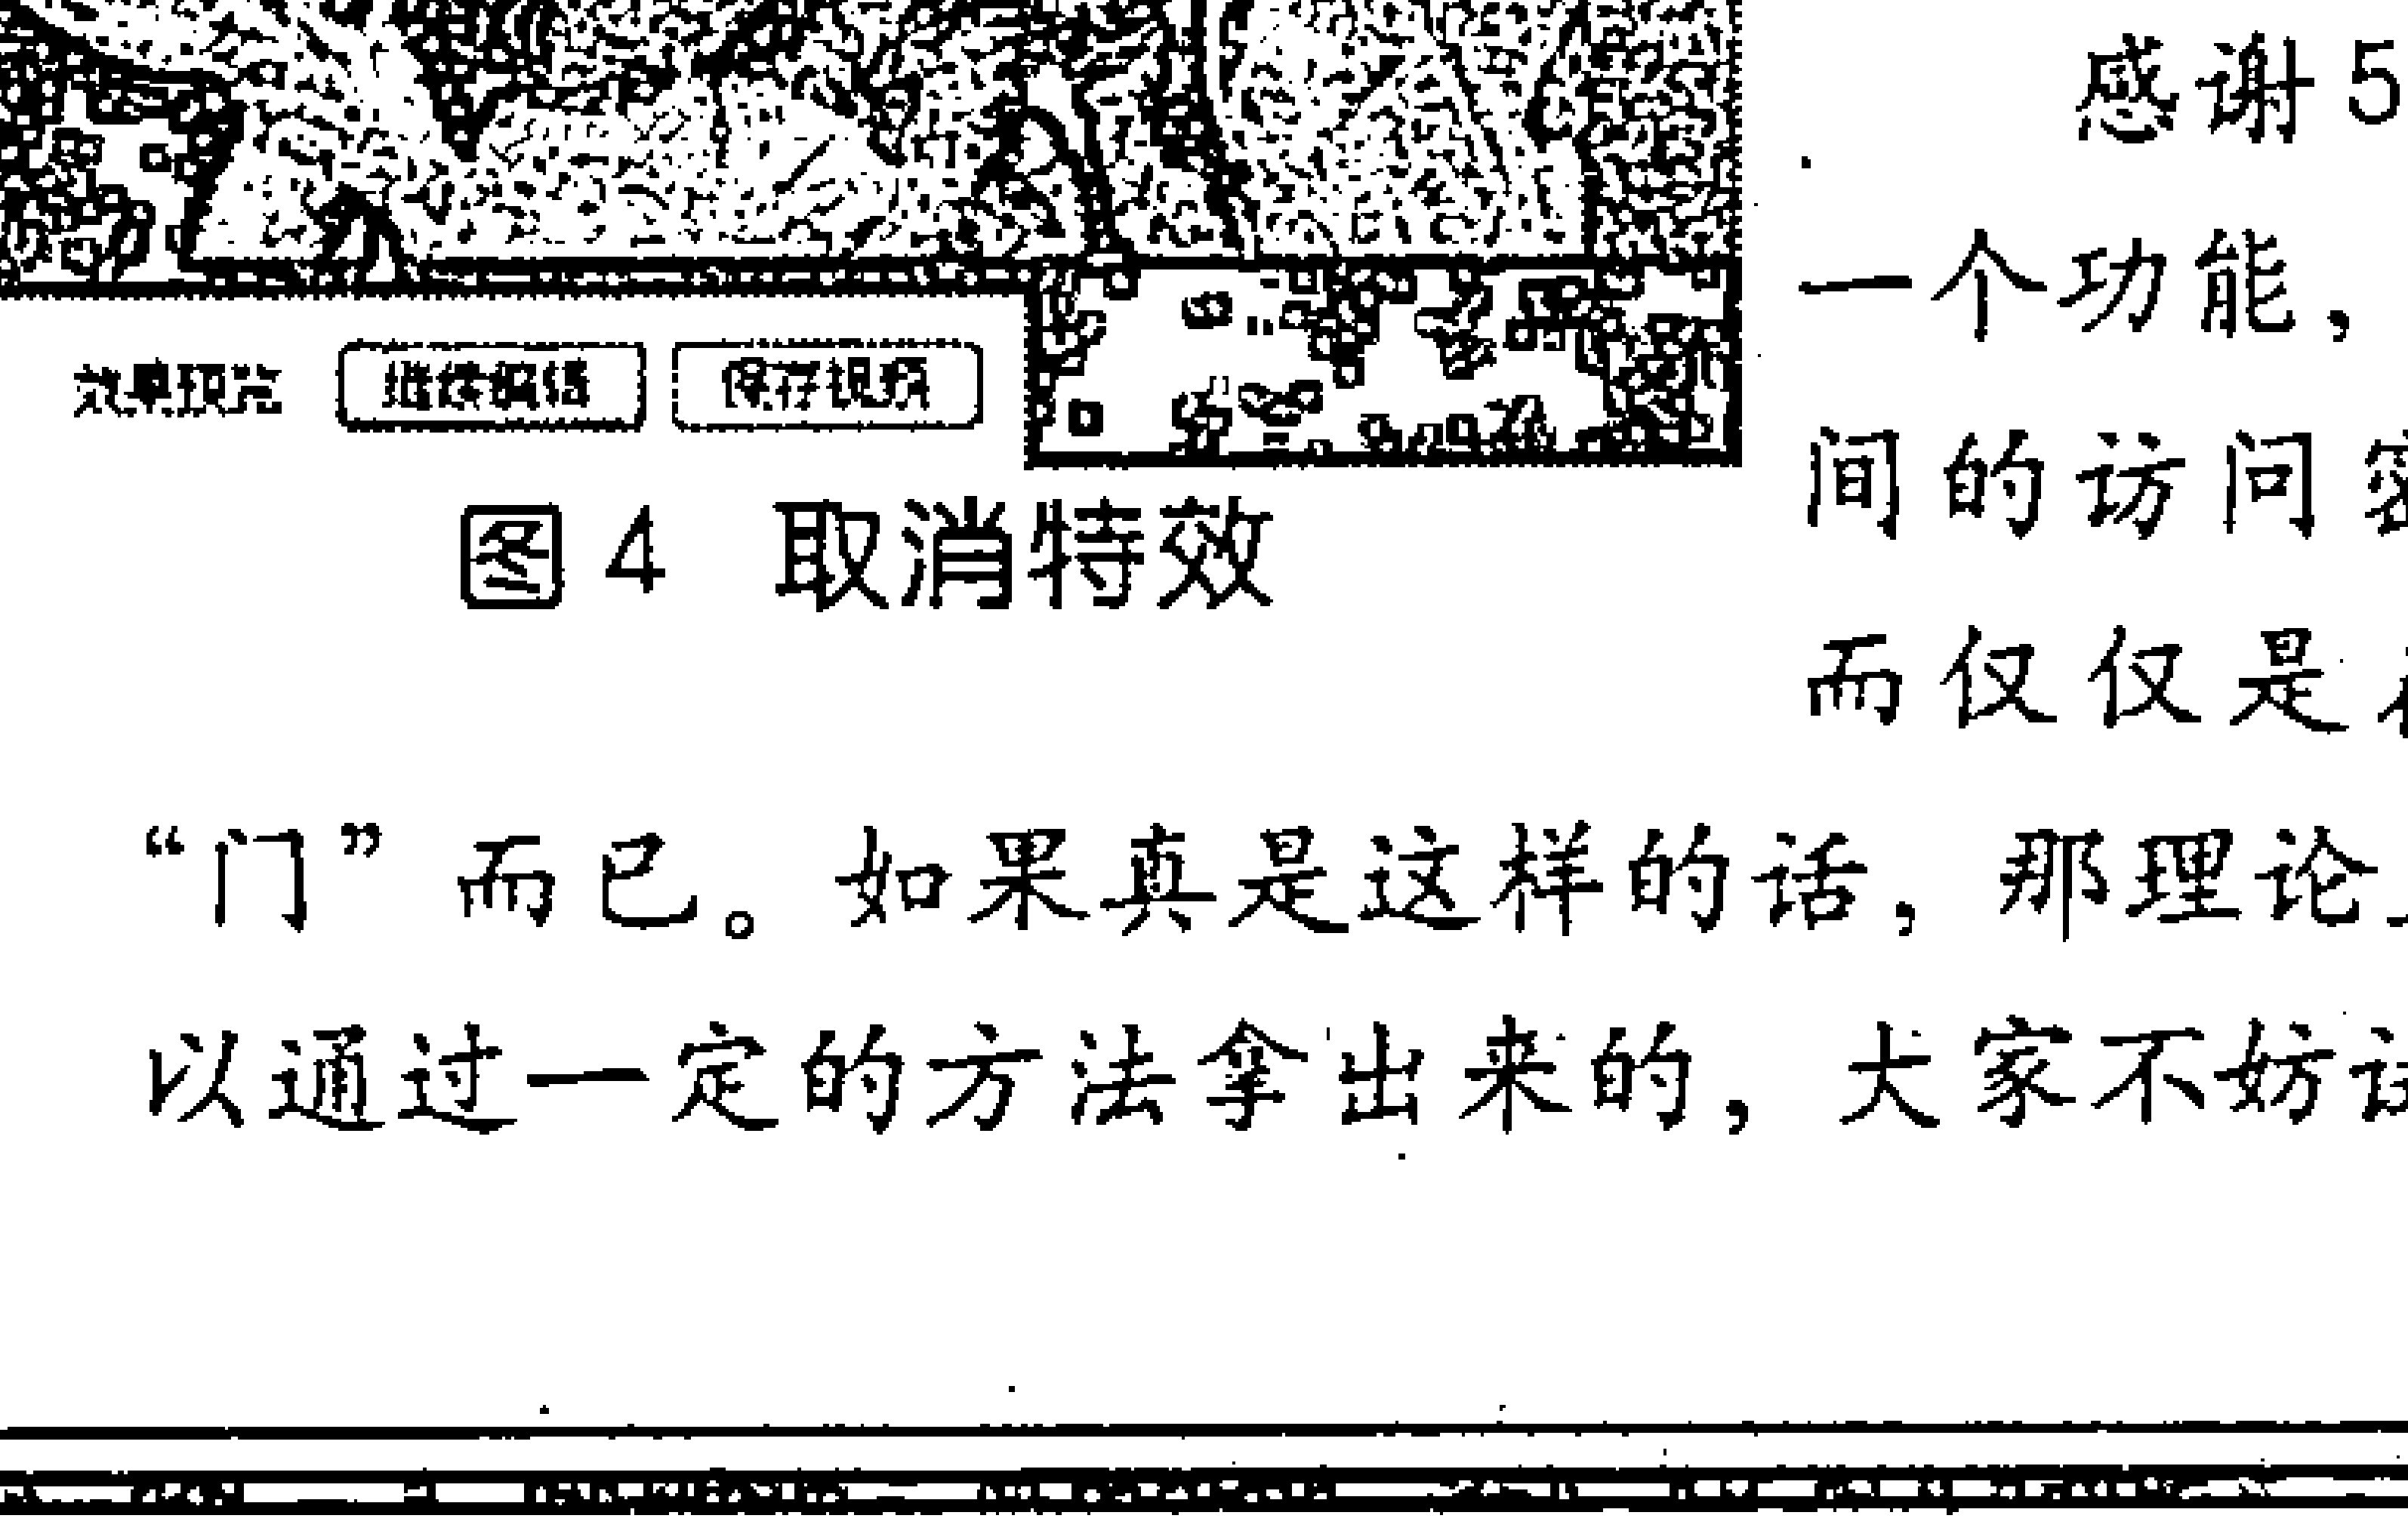 效果预览 继续编辑 保存视频
图 4 取消特效
感谢 5
一个功能，
间的访问
而仅仅是
“门”而已。如果真是这样的话，那理论
以通过一定的方法拿出来的，大家不妨